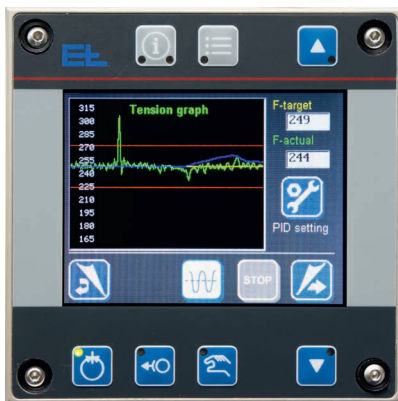 E+L
Tension graph
F-target
249
F-actual
244
PID setting
315
300
285
270
255
240
225
210
195
180
165
STOP